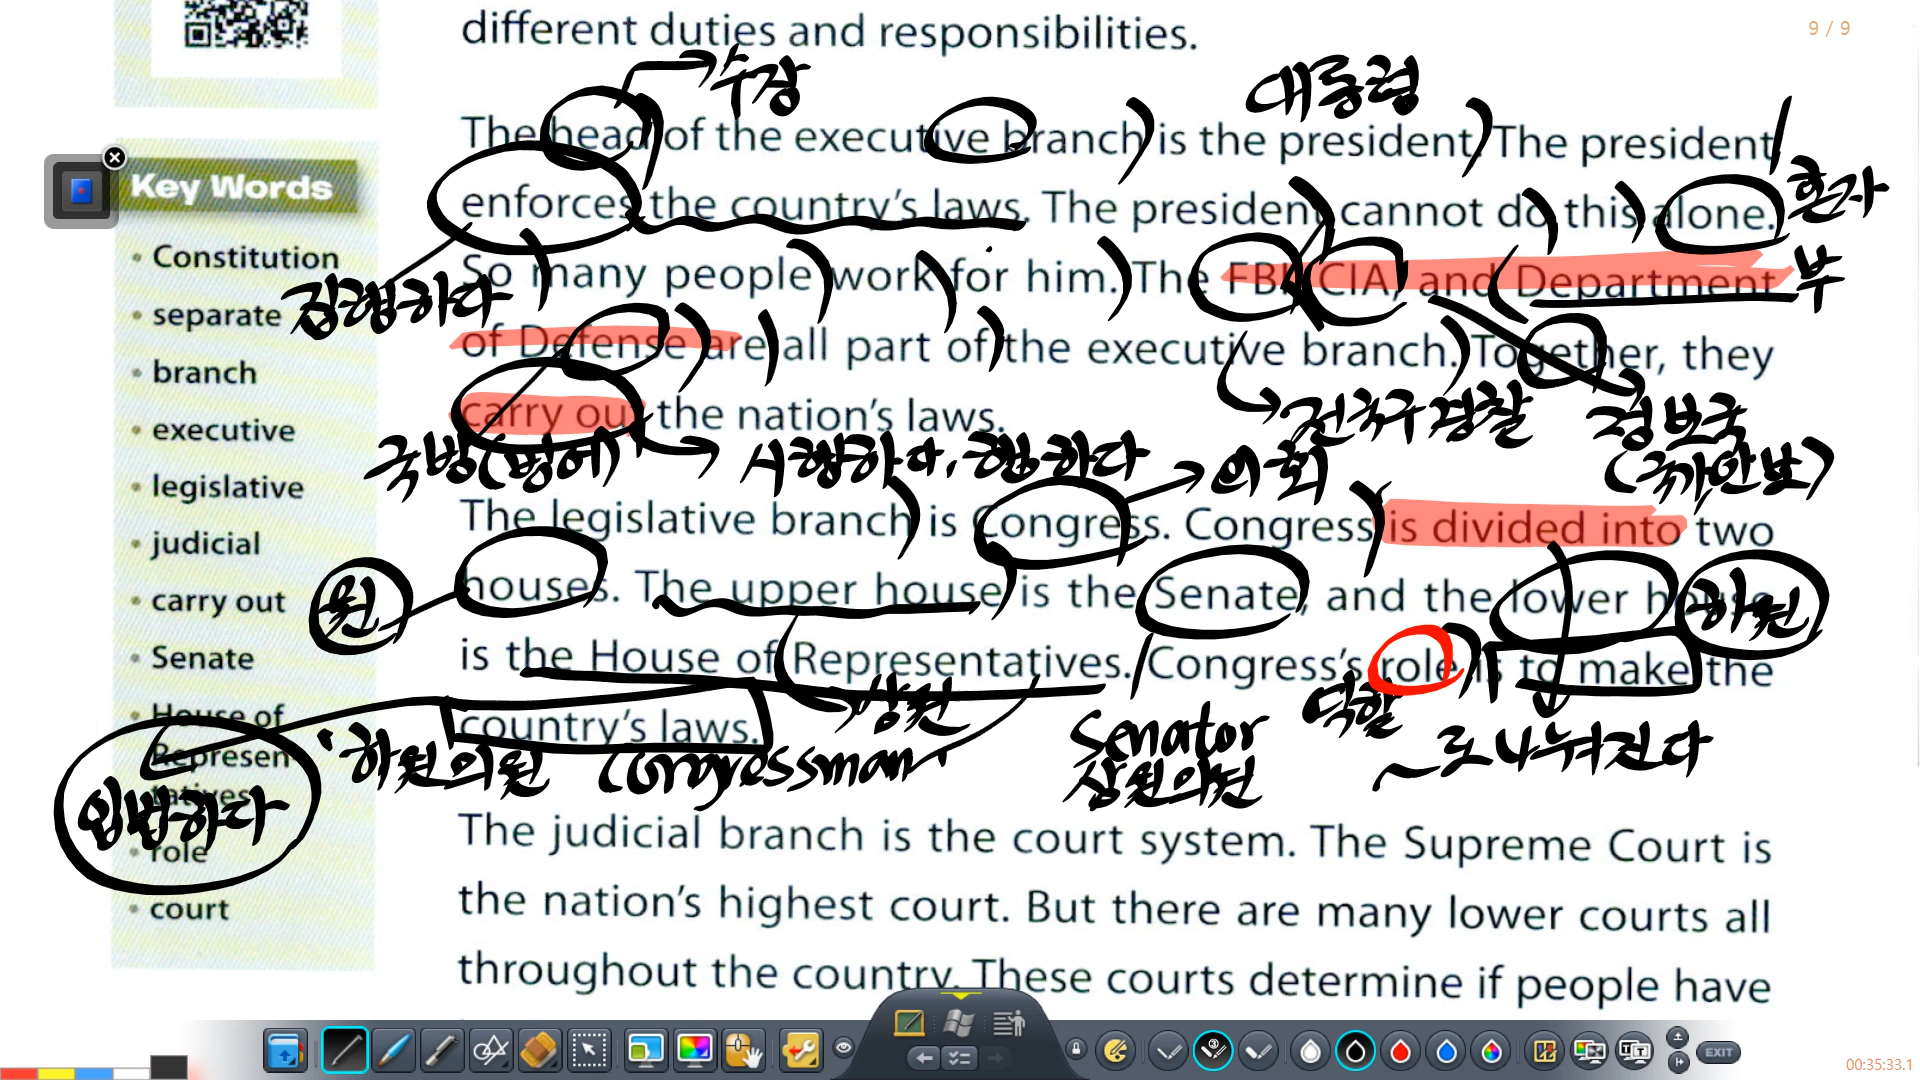 different duties and responsibilities.
9 / 9
수장
대통령
The head of the executive branch is the president. The president
enforces the country's laws. The president cannot do this alone.
혼자
So many people work for him. The FBI, CIA, and Department
부
집행하다
of Defense are all part of the executive branch. Together, they
carry out the nation's laws.
전국구 경찰
정보국
(국가안보)
국방(방어)
시행하다, 행하다
의회
The legislative branch is Congress. Congress is divided into two
houses. The upper house is the Senate, and the lower house
원
하원
is the House of Representatives. Congress's role is to make the
country's laws.
상원
역할
Senator
상원의원
~로 나눠진다
하원의원 Congressman
입법하다
The judicial branch is the court system. The Supreme Court is
the nation's highest court. But there are many lower courts all
throughout the country. These courts determine if people have
Key Words
• Constitution
• separate
• branch
• executive
• legislative
• judicial
• carry out
• Senate
• House of
Represen-
tatives
• role
• court
EXIT
00:35:33.1